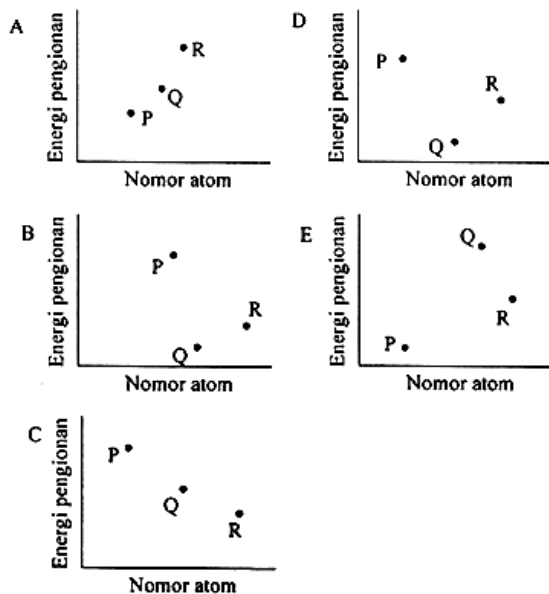 A
Energi pengionan
R
Q
P
Nomor atom
B
Energi pengionan
P
R
Q
Nomor atom
C
Energi pengionan
P
Q
R
Nomor atom
D
Energi pengionan
P
R
Q
Nomor atom
E
Energi pengionan
Q
R
P
Nomor atom